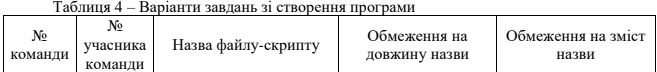 Таблиця 4 – Варіанти завдань зі створення програми
№ команди
№ учасника команди
Назва файлу-скрипту
Обмеження на довжину назви
Обмеження на зміст назви